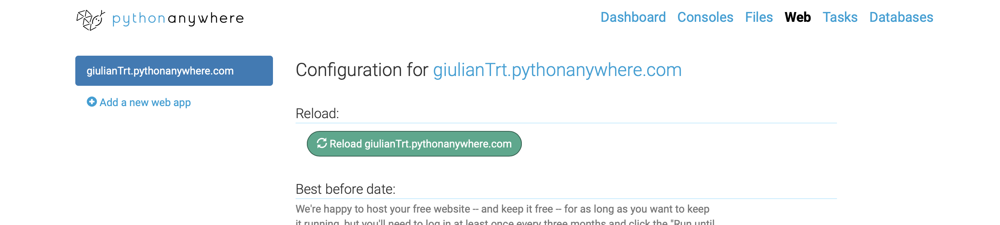 pythonanywhere
Dashboard Consoles Files Web Tasks Databases
giulianTrt.pythonanywhere.com
Add a new web app
Configuration for giulianTrt.pythonanywhere.com
Reload:
Reload giulianTrt.pythonanywhere.com
Best before date:
We're happy to host your free website -- and keep it free -- for as long as you want to keep
it running, but you'll need to log in at least once every three months and click the "Run until